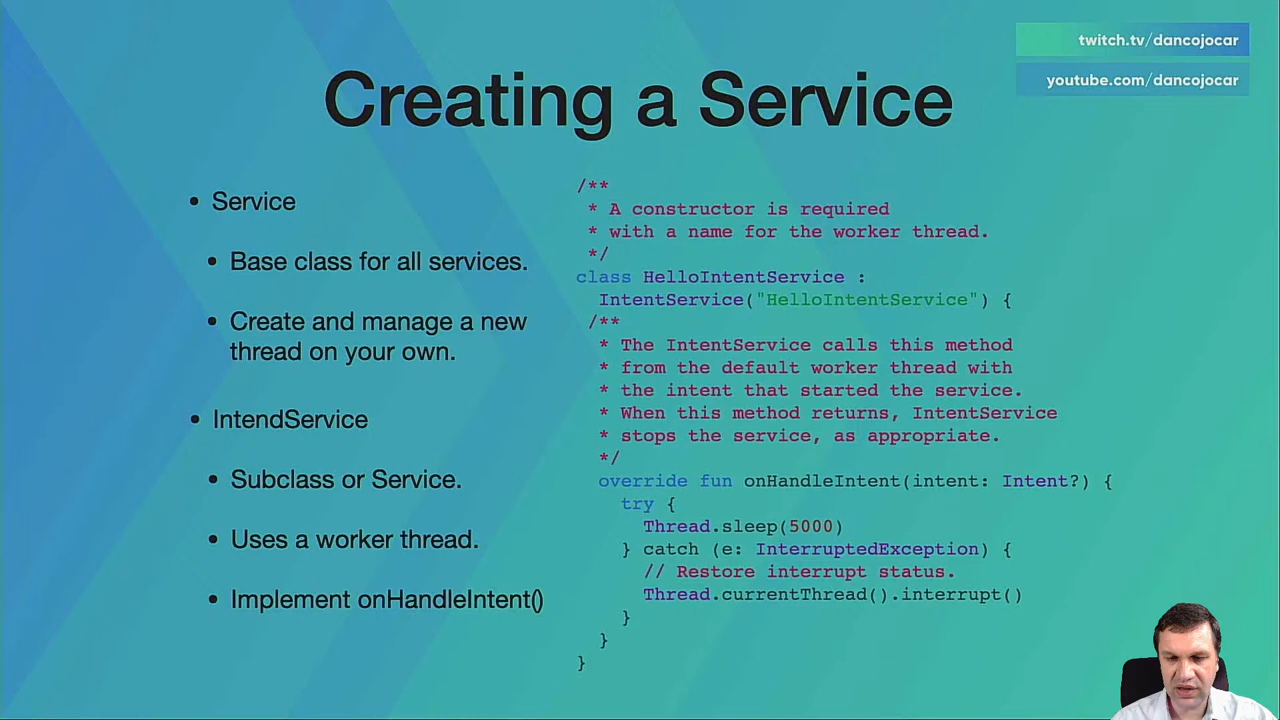 twitch.tv/dancojocar
youtube.com/dancojocar
Creating a Service
• Service
• Base class for all services.
• Create and manage a new
thread on your own.
• IntendService
• Subclass or Service.
• Uses a worker thread.
• Implement onHandleIntent()
/**
* A constructor is required
* with a name for the worker thread.
*/
class HelloIntentService :
IntentService("HelloIntentService") {
/**
* The IntentService calls this method
* from the default worker thread with
* the intent that started the service.
* When this method returns, IntentService
* stops the service, as appropriate.
*/
override fun onHandleIntent(intent: Intent?) {
try {
Thread.sleep(5000)
} catch (e: InterruptedException) {
// Restore interrupt status.
Thread.currentThread().interrupt()
}
}
}